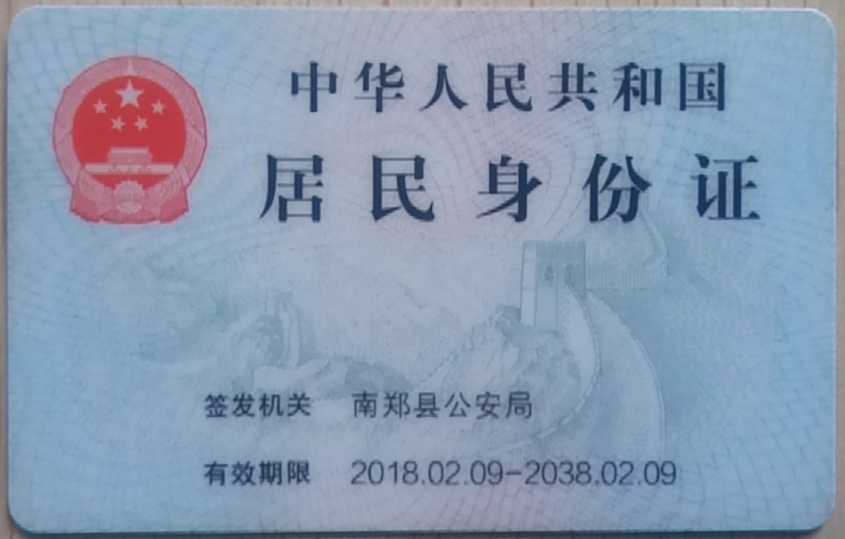 中华人民共和国
居民身份证
签发机关 南郑县公安局
有效期限 2018.02.09-2038.02.09